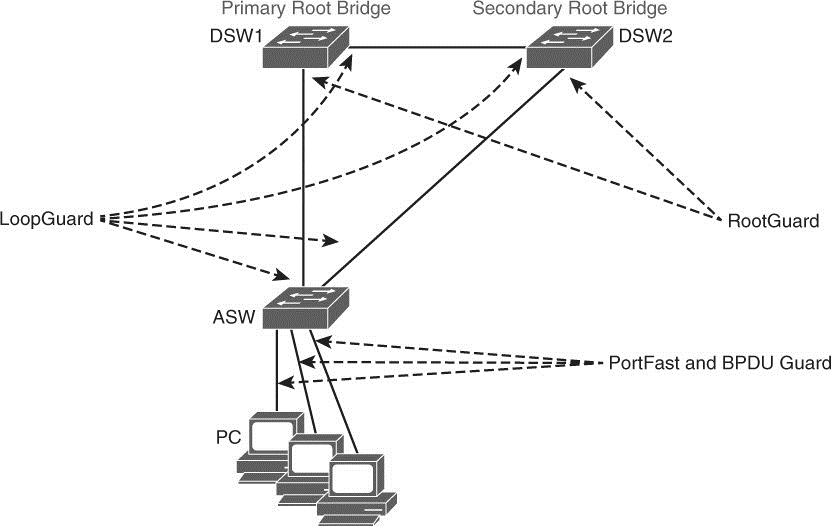 Primary Root Bridge
Secondary Root Bridge
DSW1
DSW2
LoopGuard
RootGuard
ASW
PortFast and BPDU Guard
PC